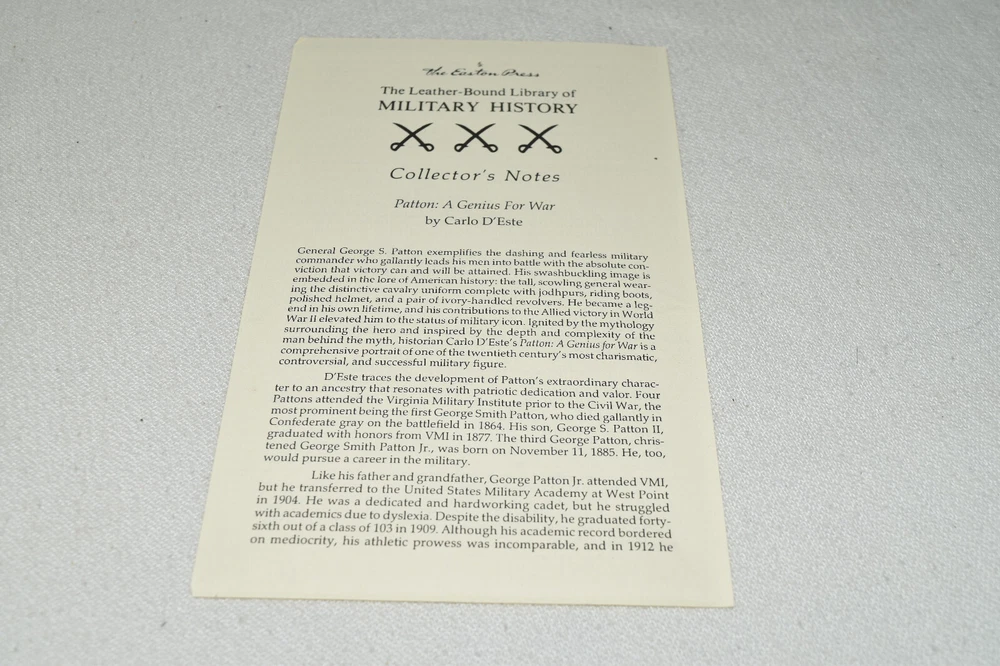 The Easton Press
The Leather-Bound Library of
MILITARY HISTORY
Collector's Notes
Patton: A Genius For War
by Carlo D'Este
General George S. Patton exemplifies the dashing and fearless military
commander who gallantly leads his men into battle with the absolute con-
viction that victory can and will be attained. His swashbuckling image is
embedded in the lore of American history: the tall, scowling general wear-
ing the distinctive cavalry uniform complete with jodhpurs, riding boots,
polished helmet, and a pair of ivory-handled revolvers. He became a leg-
end in his own lifetime, and his contributions to the Allied victory in World
War II elevated him to the status of military icon. Ignited by the mythology
surrounding the hero and inspired by the depth and complexity of the
man behind the myth, historian Carlo D'Este's Patton: A Genius for War is a
comprehensive portrait of one of the twentieth century's most charismatic,
controversial, and successful military figure.
D'Este traces the development of Patton's extraordinary charac-
ter to an ancestry that resonates with patriotic dedication and valor. Four
Pattons attended the Virginia Military Institute prior to the Civil War, the
most prominent being the first George Smith Patton, who died gallantly in
Confederate gray on the battlefield in 1864. His son, George S. Patton II,
graduated with honors from VMI in 1877. The third George Patton, chris-
tened George Smith Patton Jr., was born on November 11, 1885. He, too,
would pursue a career in the military.
Like his father and grandfather, George Patton Jr. attended VMI,
but he transferred to the United States Military Academy at West Point
in 1904. He was a dedicated and hardworking cadet, but he struggled
with academics due to dyslexia. Despite the disability, he graduated forty-
sixth out of a class of 103 in 1909. Although his academic record bordered
on mediocrity, his athletic prowess was incomparable, and in 1912 he